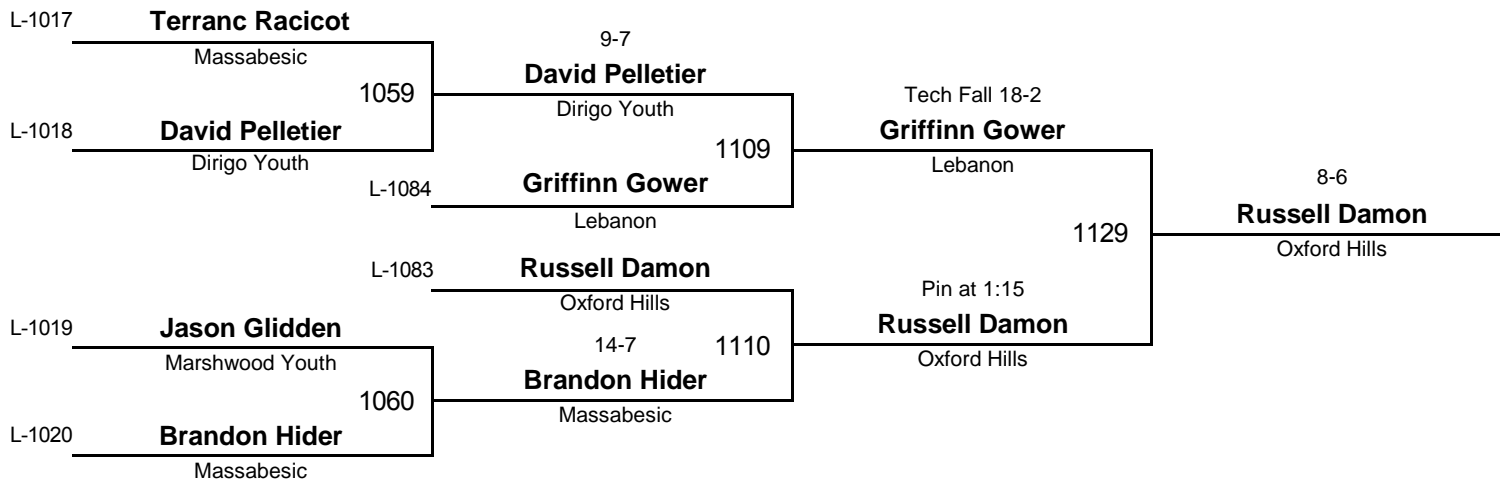 L-1017
Terranc Racicot
Massabesic
1059
L-1018
David Pelletier
Dirigo Youth
9-7
David Pelletier
Dirigo Youth
1109
L-1084
Griffinn Gower
Lebanon
Tech Fall 18-2
Griffinn Gower
Lebanon
1129
8-6
Russell Damon
Oxford Hills
L-1083
Russell Damon
Oxford Hills
1110
Pin at 1:15
Russell Damon
Oxford Hills
L-1019
Jason Glidden
Marshwood Youth
1060
14-7
Brandon Hider
Massabesic
L-1020
Brandon Hider
Massabesic